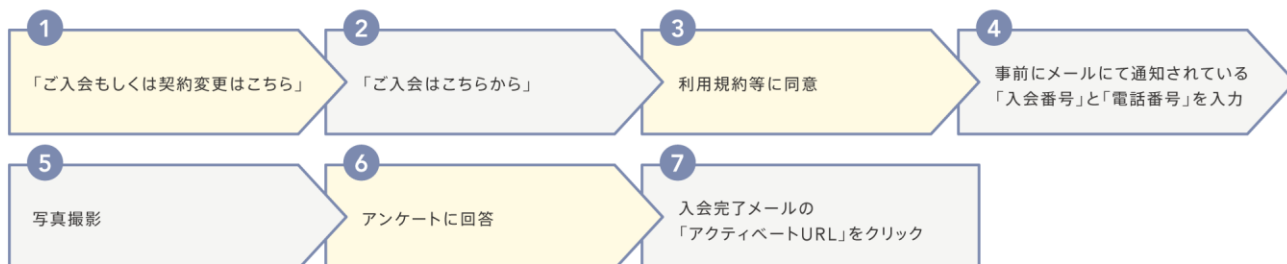 1
「ご入会もしくは契約変更はこちら」
2
「ご入会はこちらから」
3
利用規約等に同意
4
事前にメールにて通知されている
「入会番号」と「電話番号」を入力
5
写真撮影
6
アンケートに回答
7
入会完了メールの
「アクティベートURL」をクリック